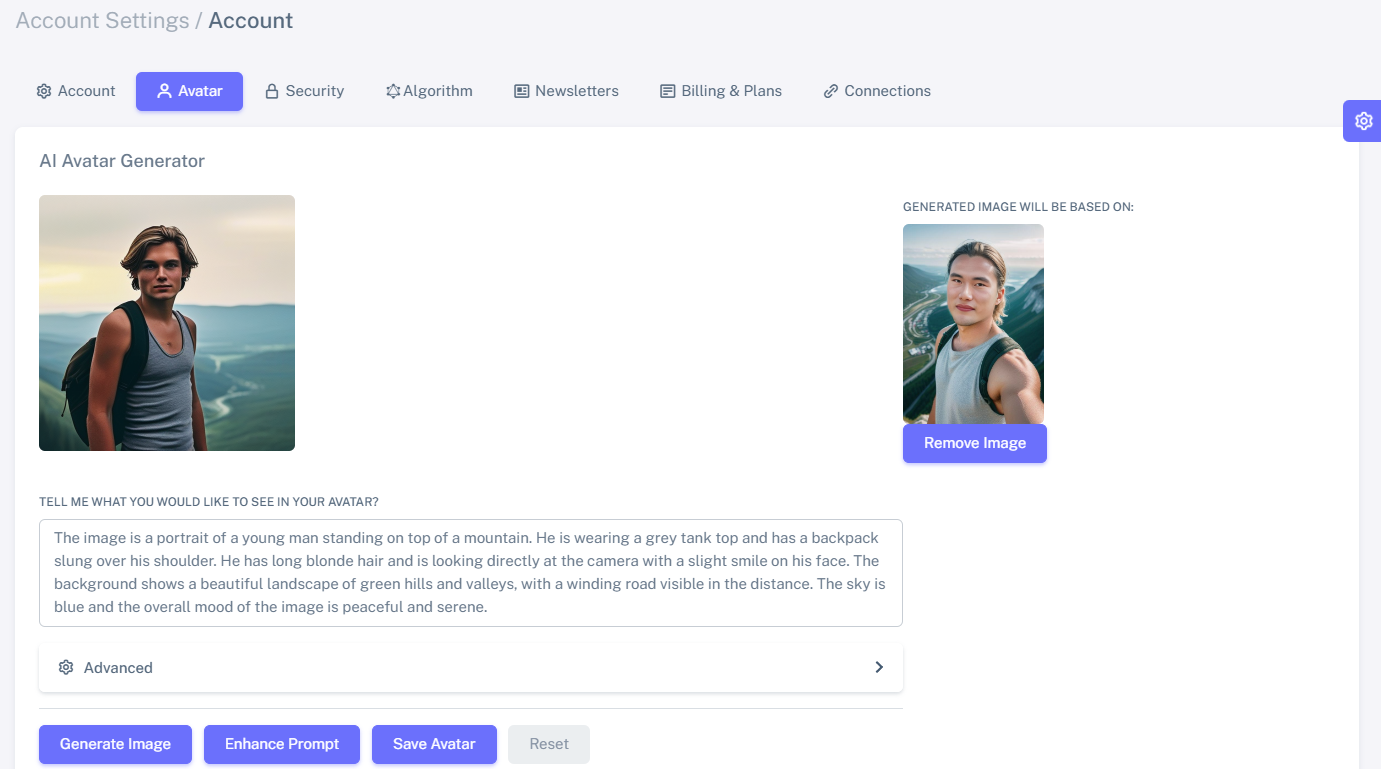 Account Settings / Account
Account
Avatar
Security
Algorithm
Newsletters
Billing & Plans
Connections
AI Avatar Generator
GENERATED IMAGE WILL BE BASED ON:
Remove Image
TELL ME WHAT YOU WOULD LIKE TO SEE IN YOUR AVATAR?
The image is a portrait of a young man standing on top of a mountain. He is wearing a grey tank top and has a backpack
slung over his shoulder. He has long blonde hair and is looking directly at the camera with a slight smile on his face. The
background shows a beautiful landscape of green hills and valleys, with a winding road visible in the distance. The sky is
blue and the overall mood of the image is peaceful and serene.
Advanced
Generate Image
Enhance Prompt
Save Avatar
Reset